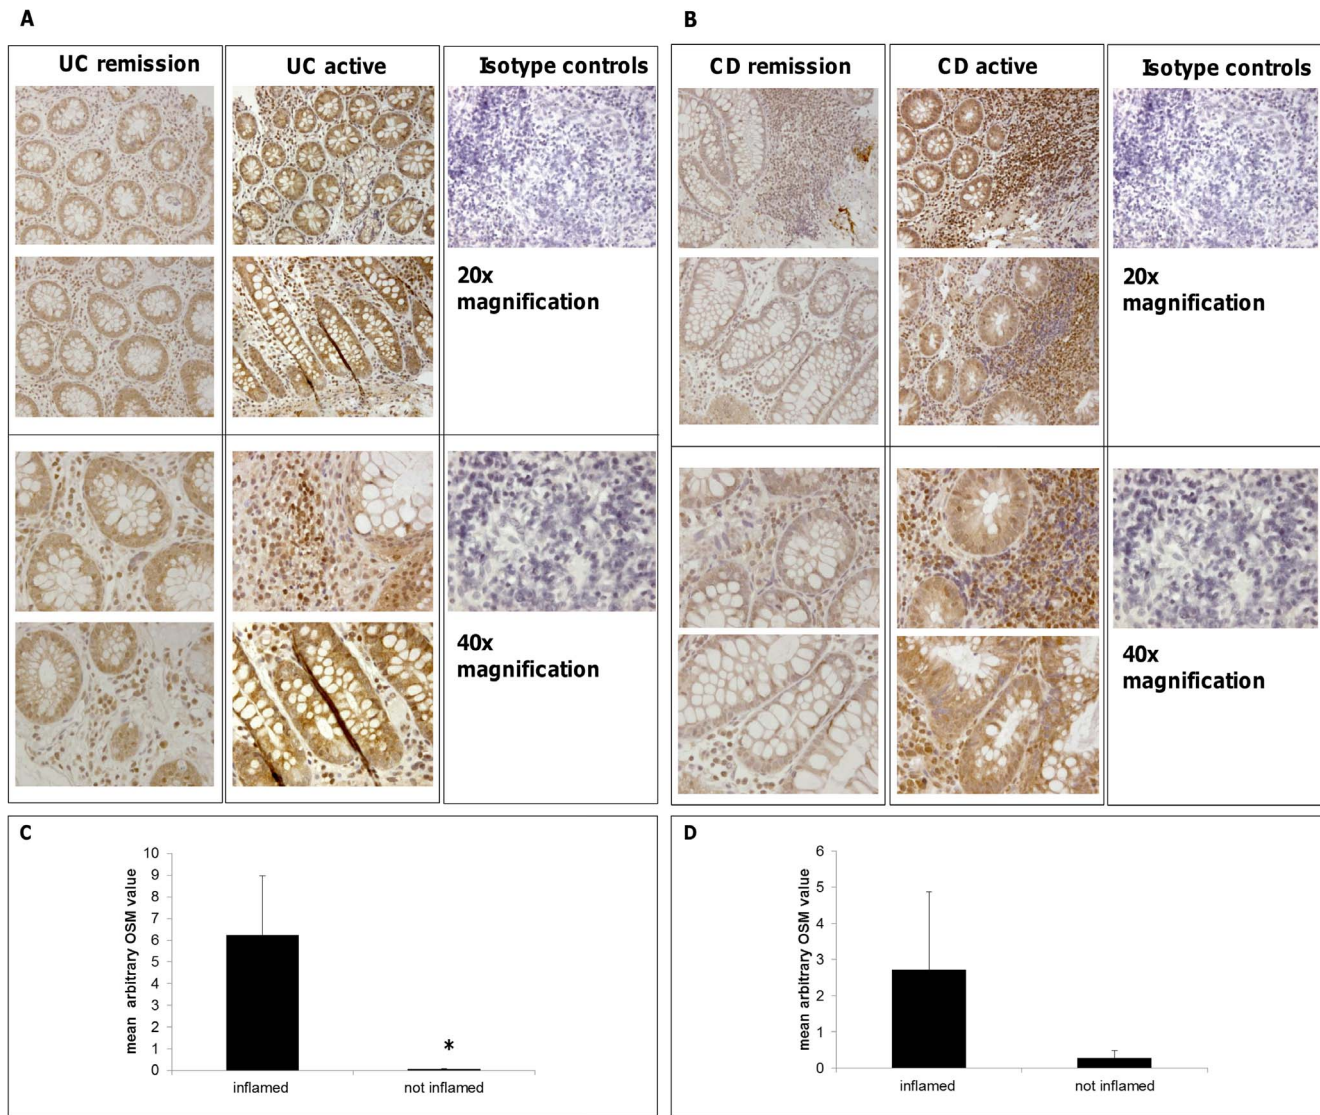 A
UC remission
UC active
Isotype controls
20x
magnification
40x
magnification
B
CD remission
CD active
Isotype controls
20x
magnification
40x
magnification
C
mean arbitrary OSM value
10
9
8
7
6
5
4
3
2
1
0
*
inflamed
not inflamed
D
mean arbitrary OSM value
6
5
4
3
2
1
0
inflamed
not inflamed